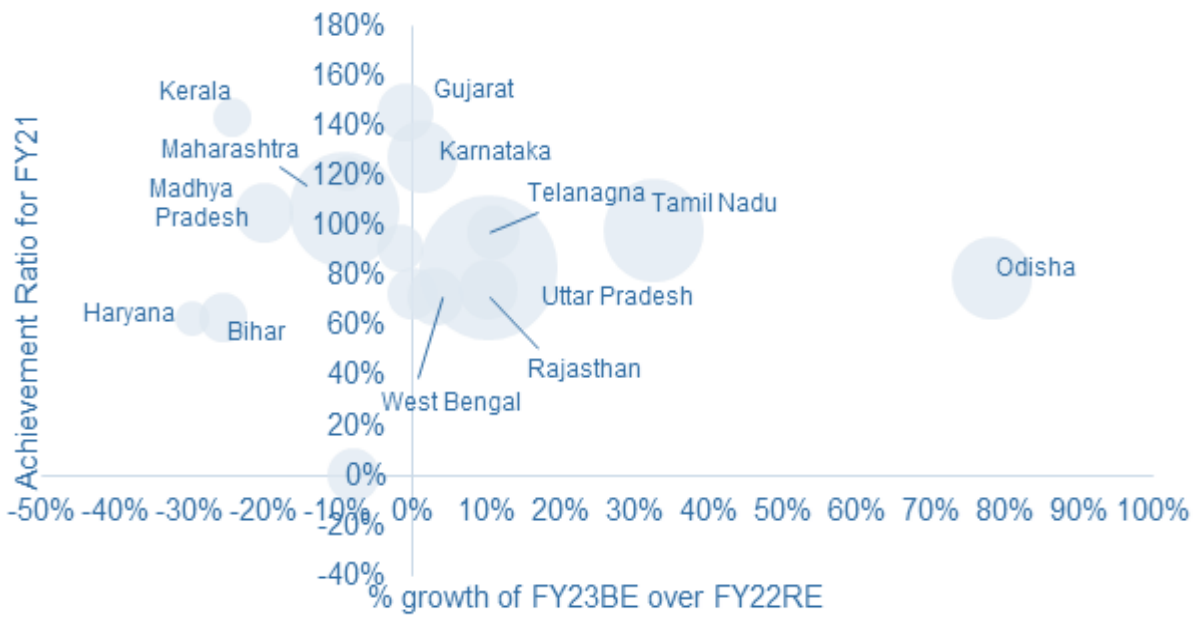 180%
160%
140%
120%
100%
80%
60%
40%
20%
0%
-20%
-40%
Achievement Ratio for FY21
Kerala
Gujarat
Maharashtra
Karnataka
Madhya
Pradesh
Telanagna
Tamil Nadu
Odisha
Uttar Pradesh
Haryana
Bihar
Rajasthan
West Bengal
-50% -40% -30% -20% -10% 0% 10% 20% 30% 40% 50% 60% 70% 80% 90% 100%
% growth of FY23BE over FY22RE